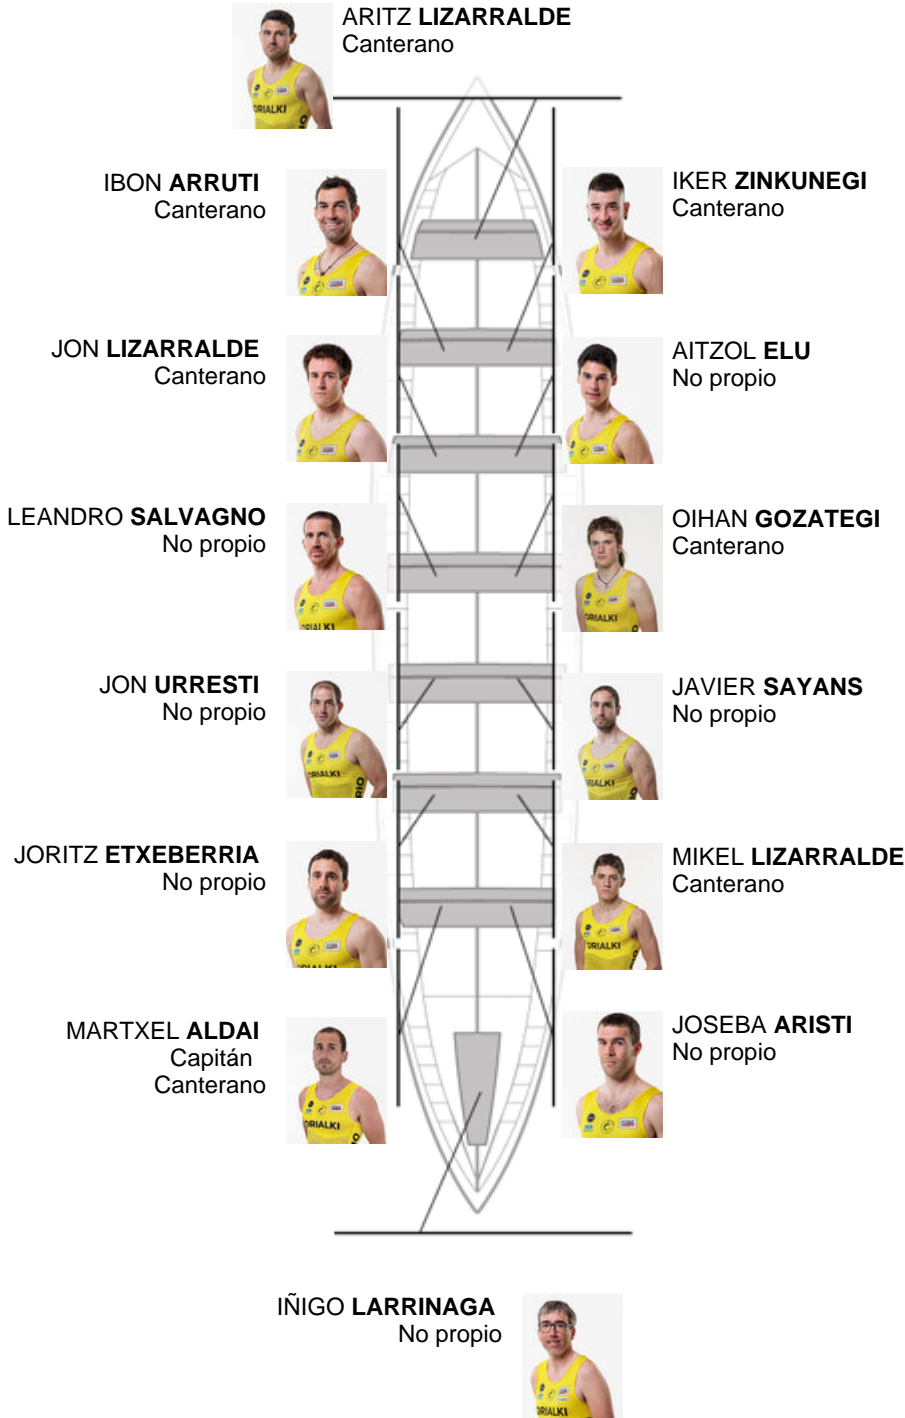 ARITZ LIZARRALDE
Canterano
IBON ARRUTI
Canterano
IKER ZINKUNEGI
Canterano
JON LIZARRALDE
Canterano
AITZOL ELU
No propio
LEANDRO SALVAGNO
No propio
OIHAN GOZATEGI
Canterano
JON URRESTI
No propio
JAVIER SAYANS
No propio
JORITZ ETXEBERRIA
No propio
MIKEL LIZARRALDE
Canterano
MARTXEL ALDAI
Capitán
Canterano
JOSEBA ARISTI
No propio
IÑIGO LARRINAGA
No propio